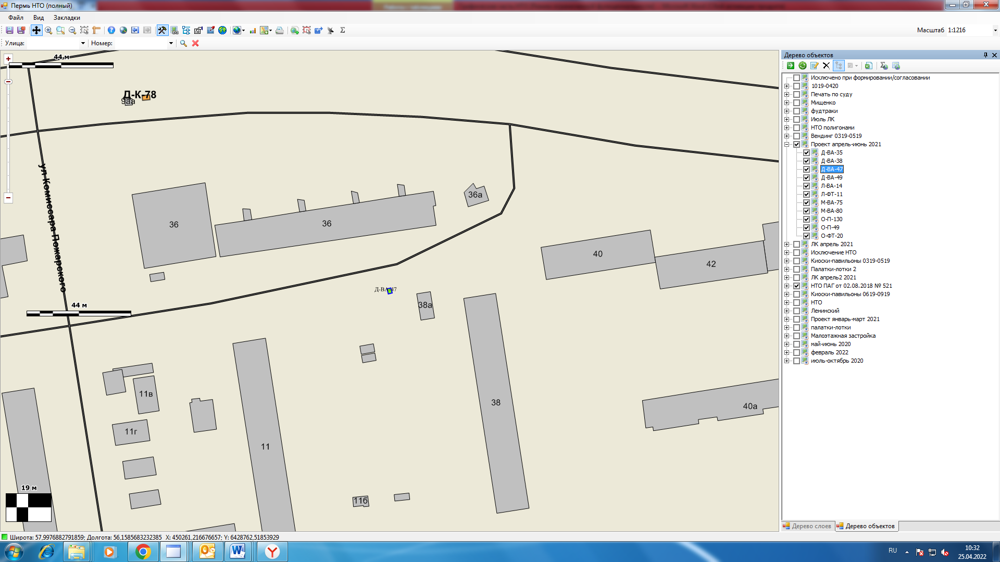 Пермь НТО (полный)
Файл Вид Закладки
Масштаб 1:1216
Улица: Номер:
44 м
Д-К-78
9аа
ул Комиссара Пожарского
36
36
36а
40
42
Д-ВА-47
38а
44 м
11в
11г
11
38
40а
11б
19 м
Дерево объектов
Исключено при формировании/согласовании
1019-0420
Печать по суду
Мищенко
фудтраки
Июль ЛК
НТО полигонами
Вендинг 0319-0519
Проект апрель-июнь 2021
Д-ВА-35
Д-ВА-38
Д-ВА-47
Д-ВА-49
Л-ВА-14
Л-ФТ-11
М-ВА-75
М-ВА-80
О-П-130
О-П-49
О-ФТ-20
ЛК апрель 2021
Исключение НТО
Киоски-павильоны 0319-0519
Палатки-лотки 2
ЛК апрель2 2021
НТО ПАГ от 02.08.2018 № 521
Киоски-павильоны 0619-0919
НТО
Ленинский
Проект январь-март 2021
палатки-лотки
Малоэтажная застройка
май-июнь 2020
февраль 2022
июль-октябрь 2020
Дерево слоев Дерево объектов
Широта: 57,9976882791859; Долгота: 56,1585683232385 X: 450261,216676657; Y: 6428762,51853929
RU
10:32
25.04.2022